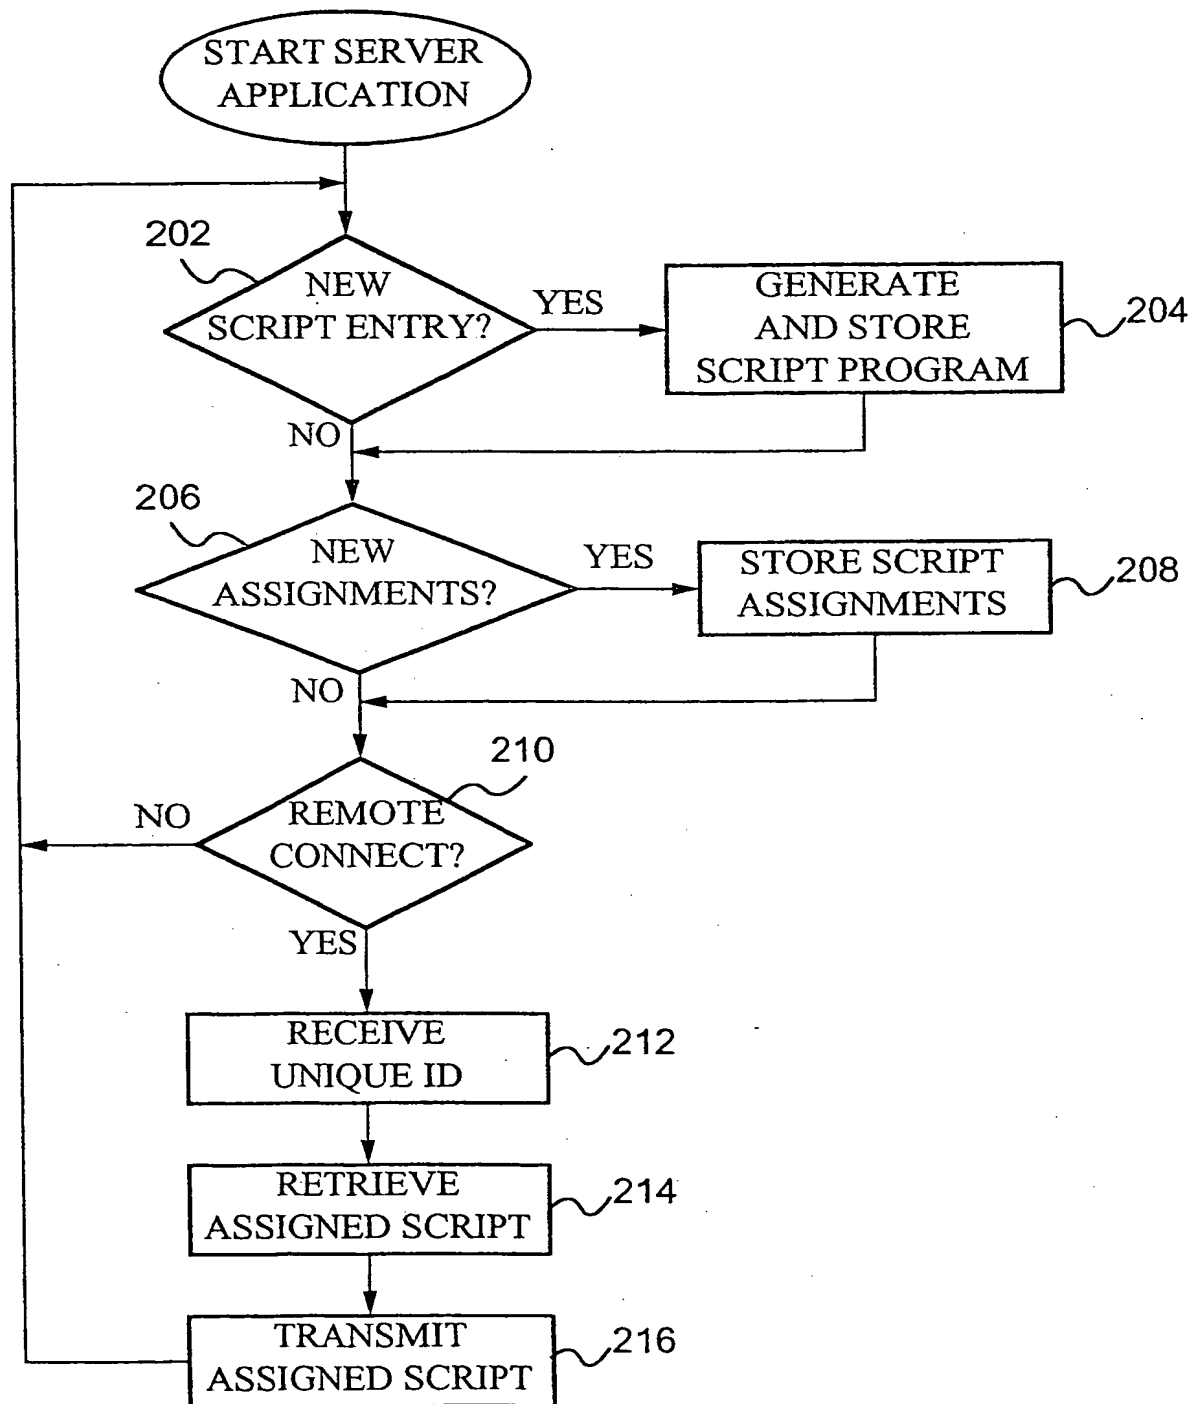 START SERVER
APPLICATION
202
NEW
SCRIPT ENTRY?
YES
GENERATE
AND STORE
SCRIPT PROGRAM
204
NO
206
NEW
ASSIGNMENTS?
YES
STORE SCRIPT
ASSIGNMENTS
208
NO
210
REMOTE
CONNECT?
NO
YES
RECEIVE
UNIQUE ID
212
RETRIEVE
ASSIGNED SCRIPT
214
TRANSMIT
ASSIGNED SCRIPT
216